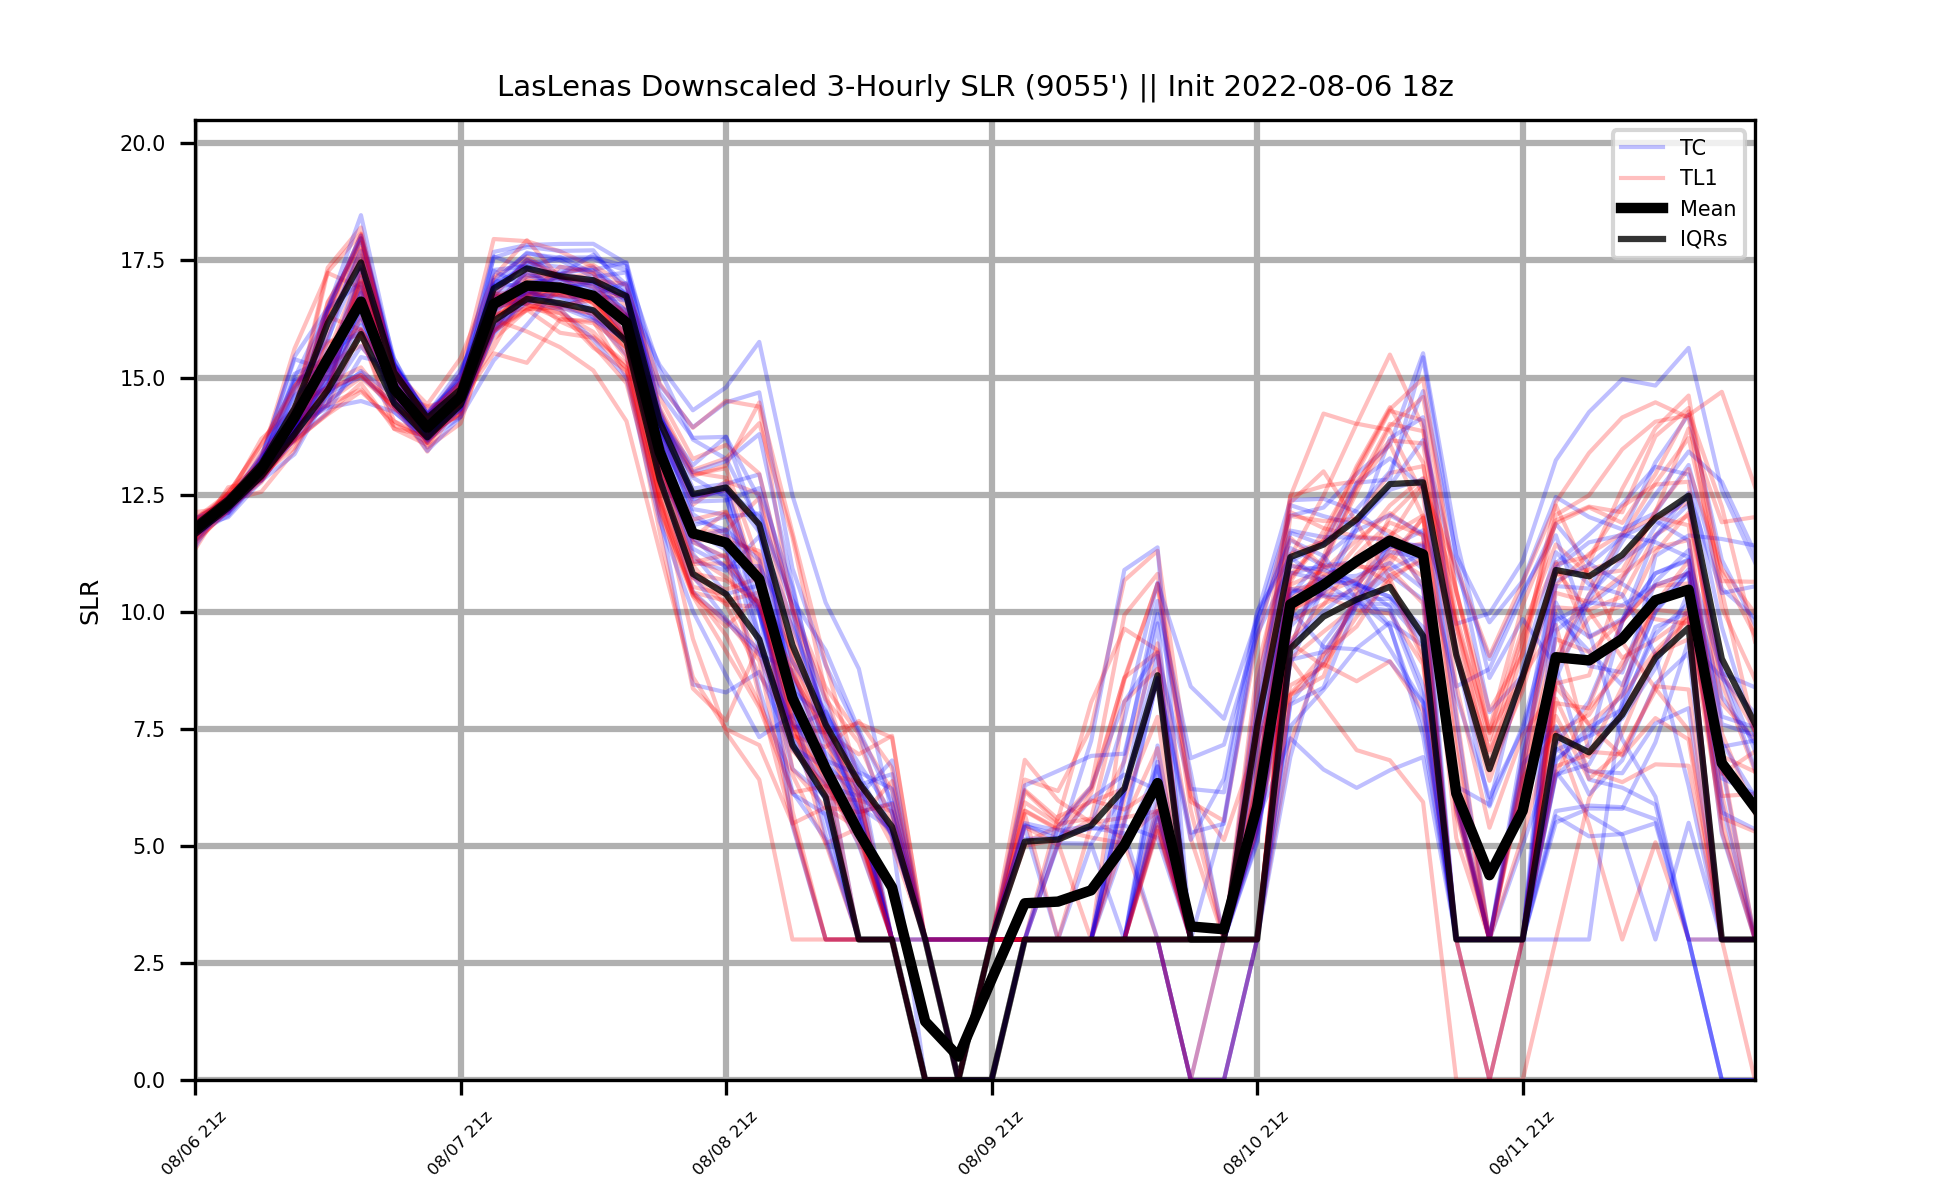 LasLenas Downscaled 3-Hourly SLR (9055') || Init 2022-08-06 18z
20.0
17.5
15.0
12.5
10.0
7.5
5.0
2.5
0.0
SLR
TC
TL1
Mean
IQRs
08/06 21z
08/07 21z
08/08 21z
08/09 21z
08/10 21z
08/11 21z